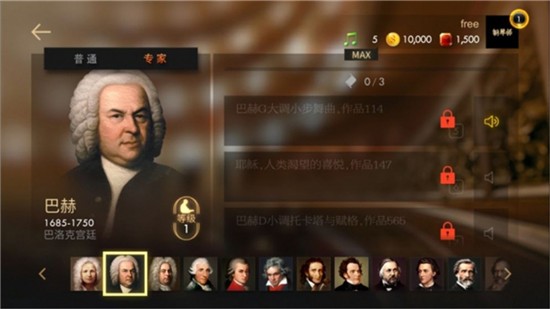 free
1
5
10,000
1,500
MAX
普通
专家
0/3
巴赫G大调小步舞曲,作品114
耶稣,人类渴望的喜悦,作品147
巴赫D小调托卡塔与赋格,作品565
巴赫
1685-1750
巴洛克宫廷
等级
1